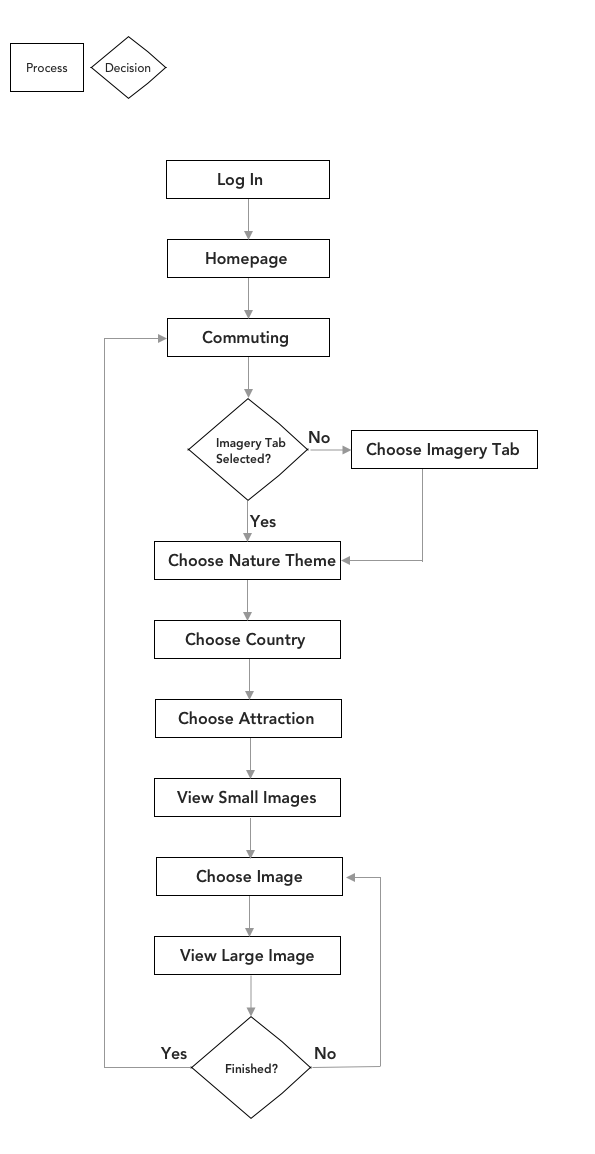 Process
Decision
Log In
Homepage
Commuting
Imagery Tab
Selected?
No
Choose Imagery Tab
Yes
Choose Nature Theme
Choose Country
Choose Attraction
View Small Images
Choose Image
View Large Image
Yes
No
Finished?